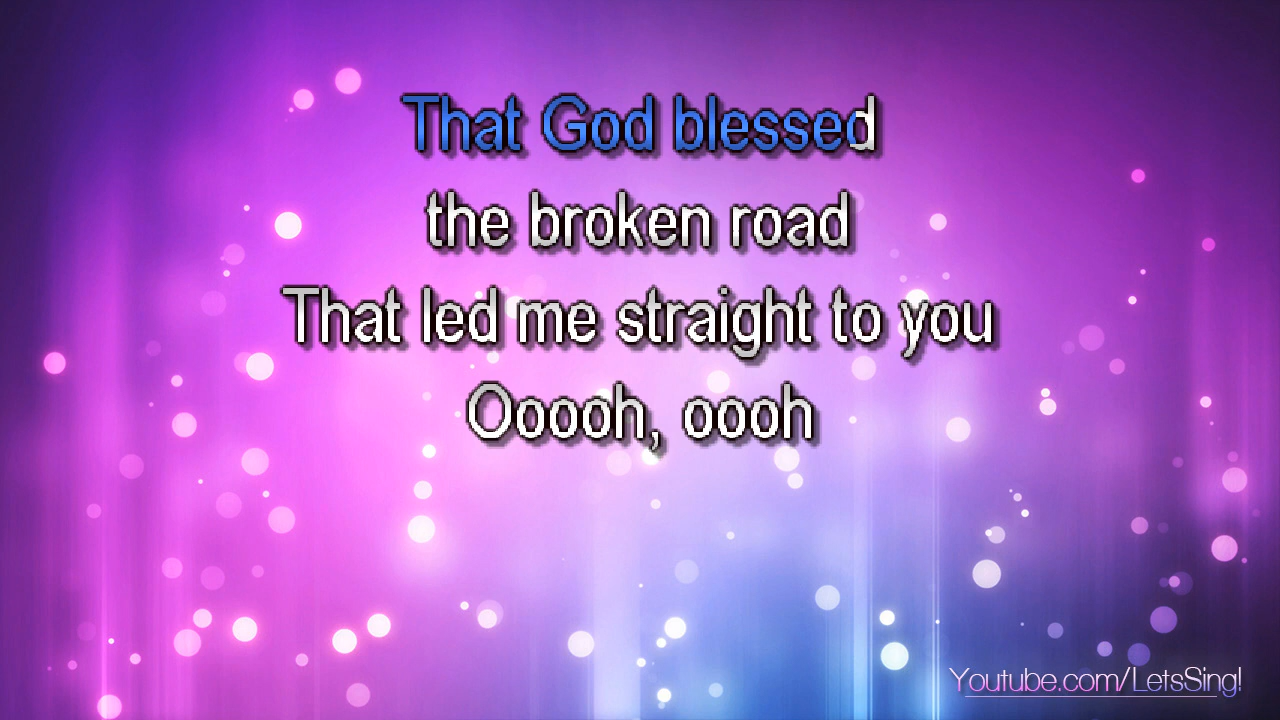 That God blessed
the broken road
That led me straight to you
Ooooh, oooh
Youtube.com/LetsSing!